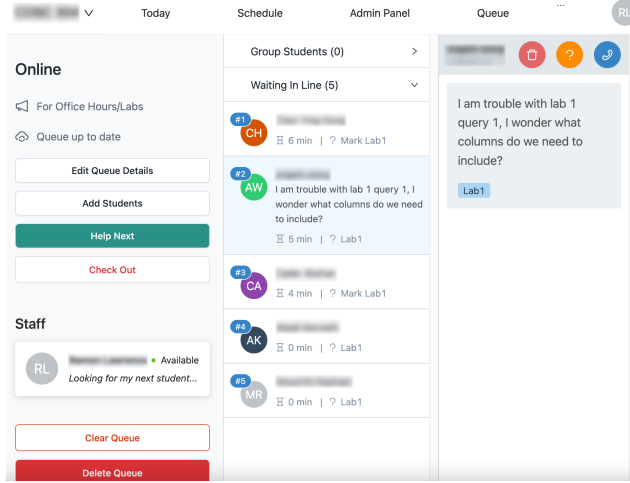 Today Schedule Admin Panel Queue ...
RL
Online
For Office Hours/Labs
Queue up to date
Edit Queue Details
Add Students
Help Next
Check Out
Staff
RL
Available
Looking for my next student...
Clear Queue
Delete Queue
Group Students (0)
Waiting In Line (5)
#1
CH
6 min | ? Mark Lab1
#2
AW
I am trouble with lab 1 query 1, I
wonder what columns do we need
to include?
5 min | ? Lab1
#3
CA
4 min | ? Mark Lab1
#4
AK
0 min | ? Lab1
#5
MR
0 min | ? Lab1
?
I am trouble with lab 1
query 1, I wonder what
columns do we need to
include?
Lab1